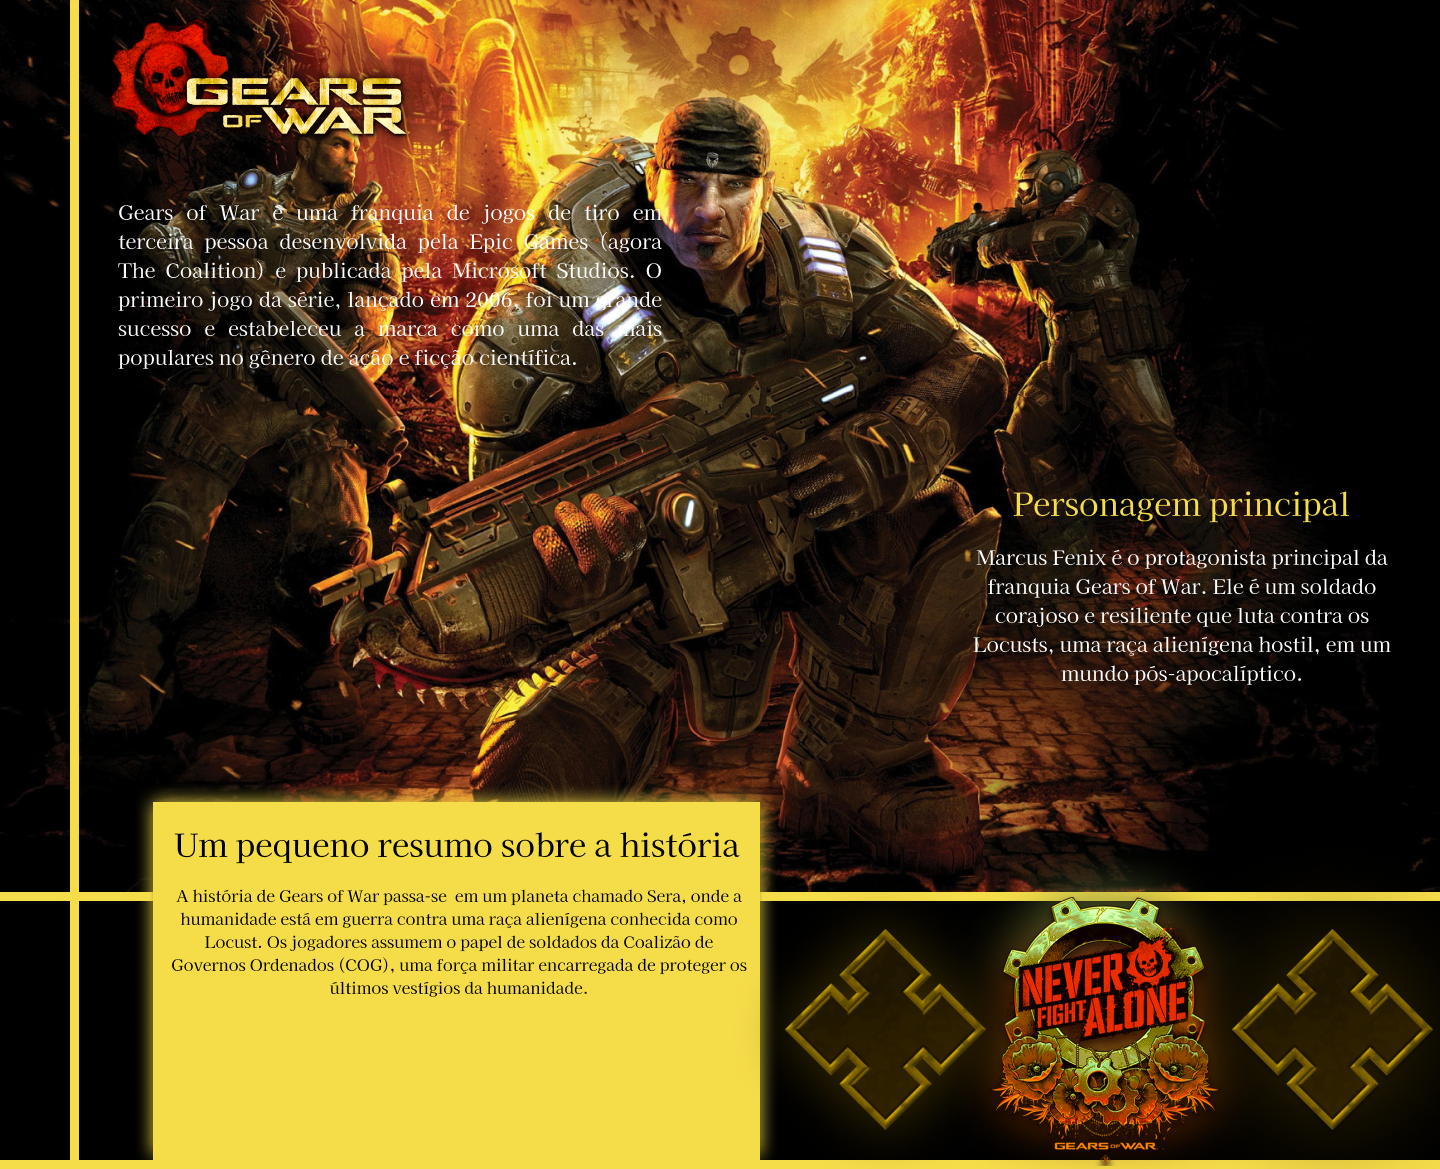 GEARS
OF WAR
Gears of War é uma franquia de jogos de tiro em
terceira pessoa desenvolvida pela Epic Games (agora
The Coalition) e publicada pela Microsoft Studios. O
primeiro jogo da série, lançado em 2006, foi um grande
sucesso e estabeleceu a marca como uma das mais
populares no gênero de ação e ficção científica.
Personagem principal
Marcus Fenix é o protagonista principal da
franquia Gears of War. Ele é um soldado
corajoso e resiliente que luta contra os
Locusts, uma raça alienígena hostil, em um
mundo pós-apocalíptico.
Um pequeno resumo sobre a história
A história de Gears of War passa-se em um planeta chamado Sera, onde a
humanidade está em guerra contra uma raça alienígena conhecida como
Locust. Os jogadores assumem o papel de soldados da Coalizão de
Governos Ordenados (COG), uma força militar encarregada de proteger os
últimos vestígios da humanidade.
NEVER
FIGHT ALONE
GEARS OF WAR